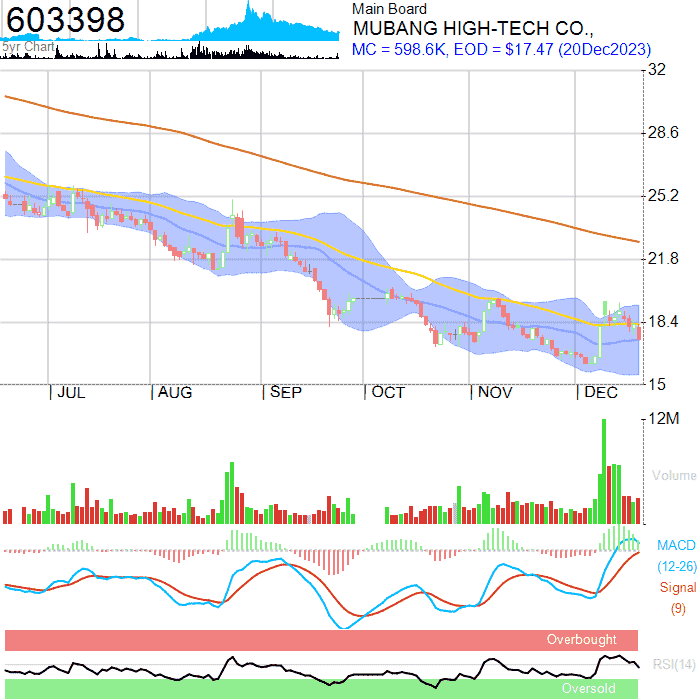 603398
5yr Chart
Main Board
MUBANG HIGH-TECH CO.,
MC = 598.6K, EOD = $17.47 (20Dec2023)
32
28.6
25.2
21.8
18.4
15
JUL
AUG
SEP
OCT
NOV
DEC
12M
Volume
MACD
(12-26)
Signal
(9)
Overbought
RSI(14)
Oversold